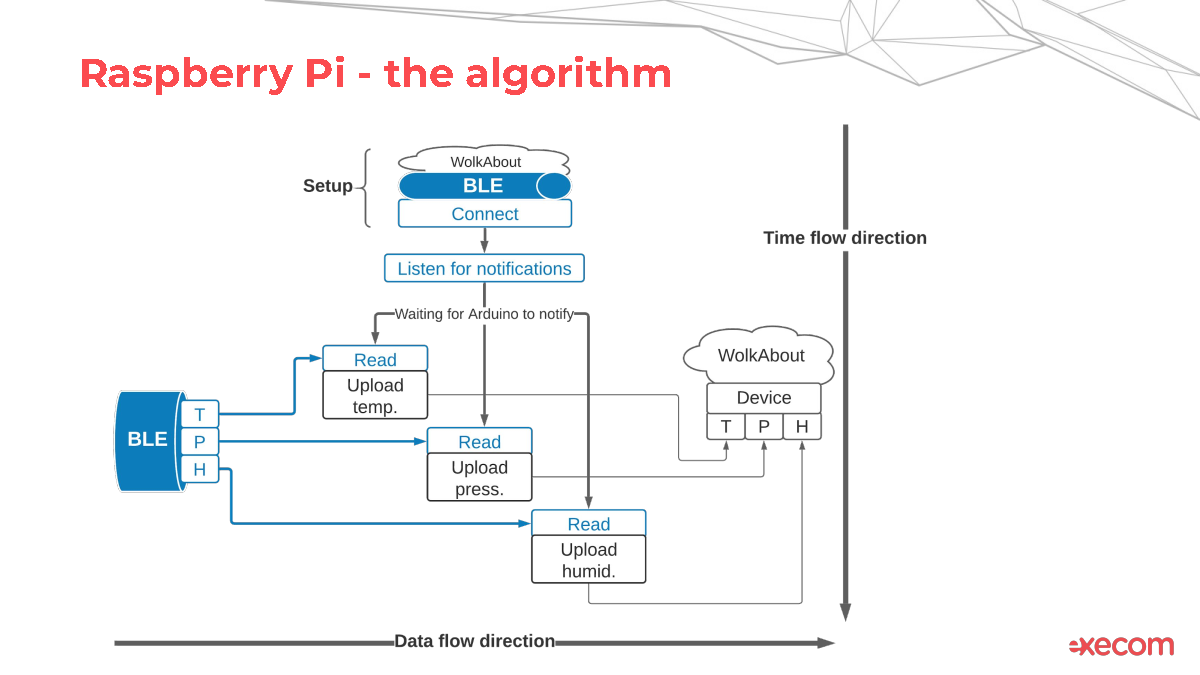 Raspberry Pi - the algorithm
WolkAbout
Setup
BLE
Connect
Time flow direction
Listen for notifications
Waiting for Arduino to notify
Read
Upload
temp.
WolkAbout
Device
T P H
BLE
T
P
H
Read
Upload
press.
Read
Upload
humid.
Data flow direction
execom